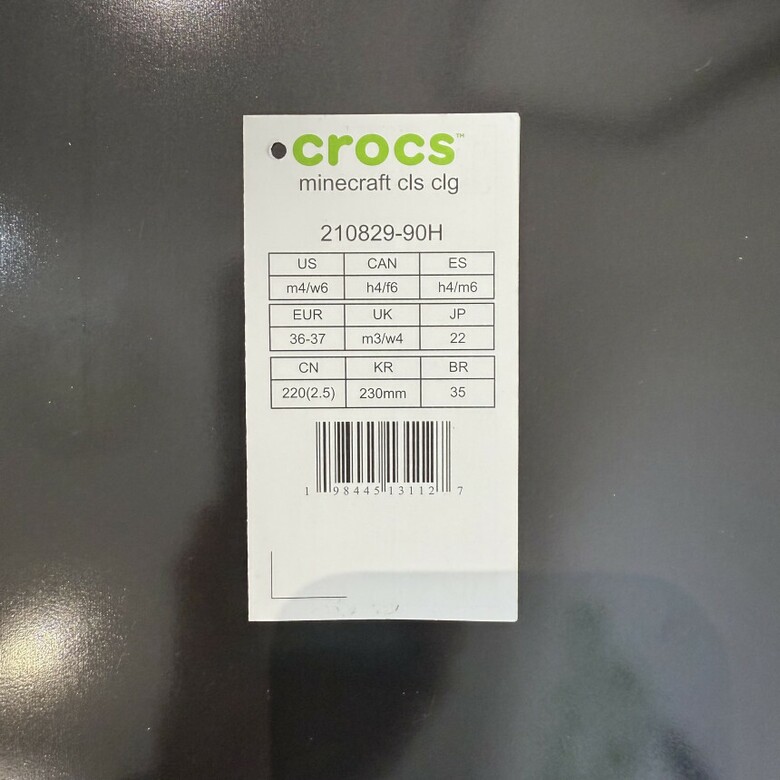 crocs™
minecraft cls clg
210829-90H
US CAN ES
m4/w6 h4/f6 h4/m6
EUR UK JP
36-37 m3/w4 22
CN KR BR
220(2.5) 230mm 35
1 98445 13112 7